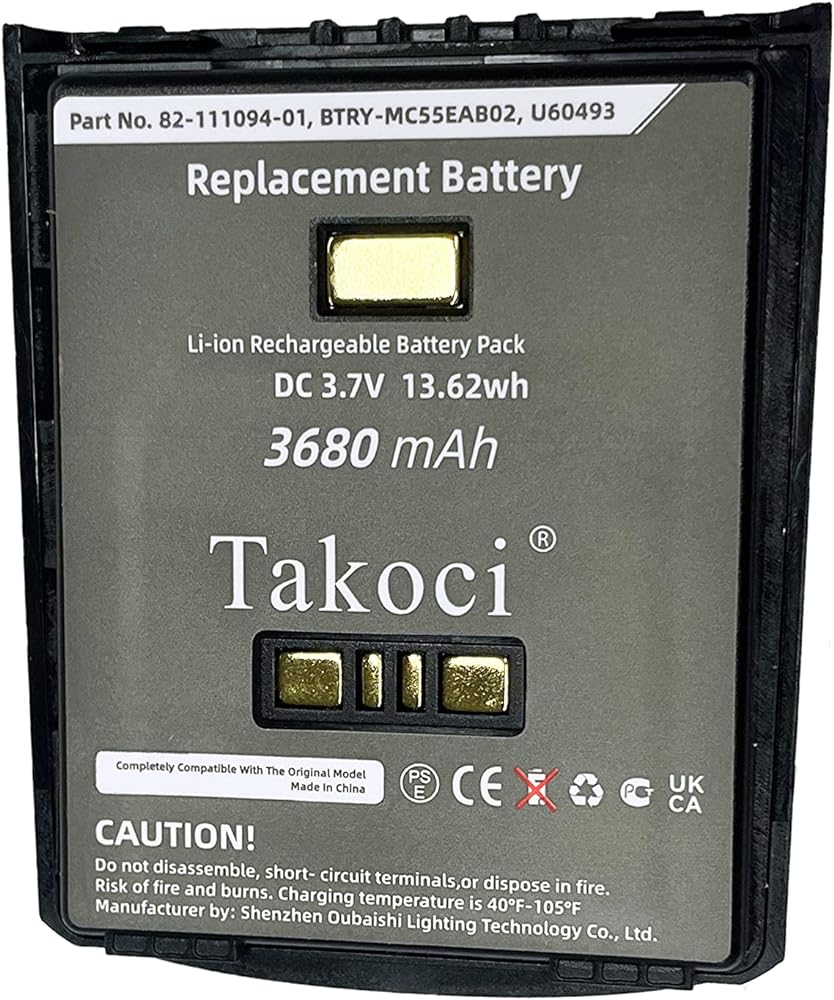 Part No. 82-111094-01, BTRY-MC55EAB02, U60493
Replacement Battery
Li-ion Rechargeable Battery Pack
DC 3.7V 13.62wh
3680 mAh
Takoci ®
Completely Compatible With The Original Model
Made In China
PS
E
CE
PCT
UK
CA
CAUTION!
Do not disassemble, short- circuit terminals,or dispose in fire.
Risk of fire and burns. Charging temperature is 40°F-105°F
Manufacturer by: Shenzhen Oubaishi Lighting Technology Co., Ltd.